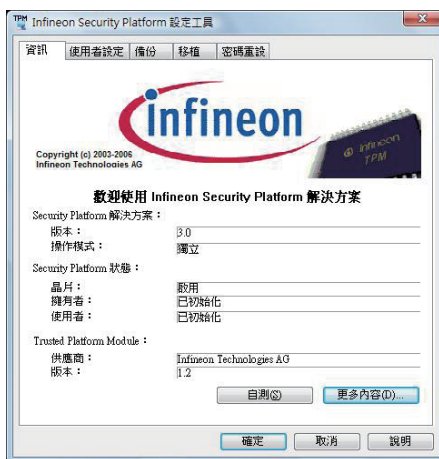 Infineon Security Platform 設定工具
資訊 使用者設定 備份 移植 密碼重設
infineon
Infineon
TPM
Copyright (c) 2003-2006
Infineon Technologies AG
歡迎使用 Infineon Security Platform 解決方案
Security Platform 解決方案：
版本： 3.0
操作模式： 獨立
Security Platform 狀態：
晶片： 啟用
擁有者： 已初始化
使用者： 已初始化
Trusted Platform Module：
供應商： Infineon Technologies AG
版本： 1.2
自測(S) 更多內容(D)...
確定 取消 說明